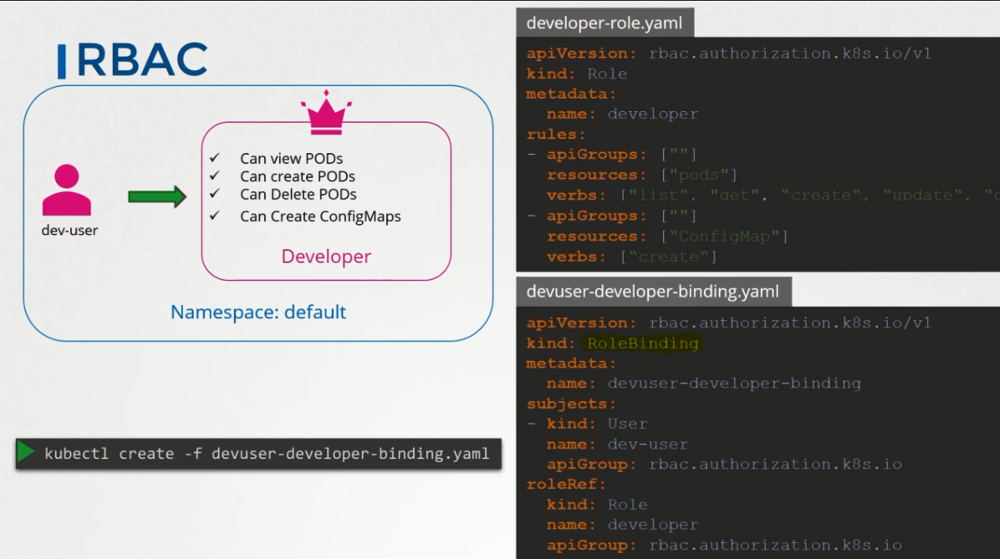 RBAC
dev-user
✓ Can view PODs
✓ Can create PODs
✓ Can Delete PODs
✓ Can Create ConfigMaps
Developer
Namespace: default
kubectl create -f devuser-developer-binding.yaml
developer-role.yaml
apiVersion: rbac.authorization.k8s.io/v1
kind: Role
metadata:
  name: developer
rules:
- apiGroups: [""]
  resources: ["pods"]
  verbs: ["list“, "get", “create“, “update“, “
- apiGroups: [""]
  resources: [“ConfigMap"]
  verbs: [“create“]
devuser-developer-binding.yaml
apiVersion: rbac.authorization.k8s.io/v1
kind: RoleBinding
metadata:
  name: devuser-developer-binding
subjects:
- kind: User
  name: dev-user
  apiGroup: rbac.authorization.k8s.io
roleRef:
  kind: Role
  name: developer
  apiGroup: rbac.authorization.k8s.io